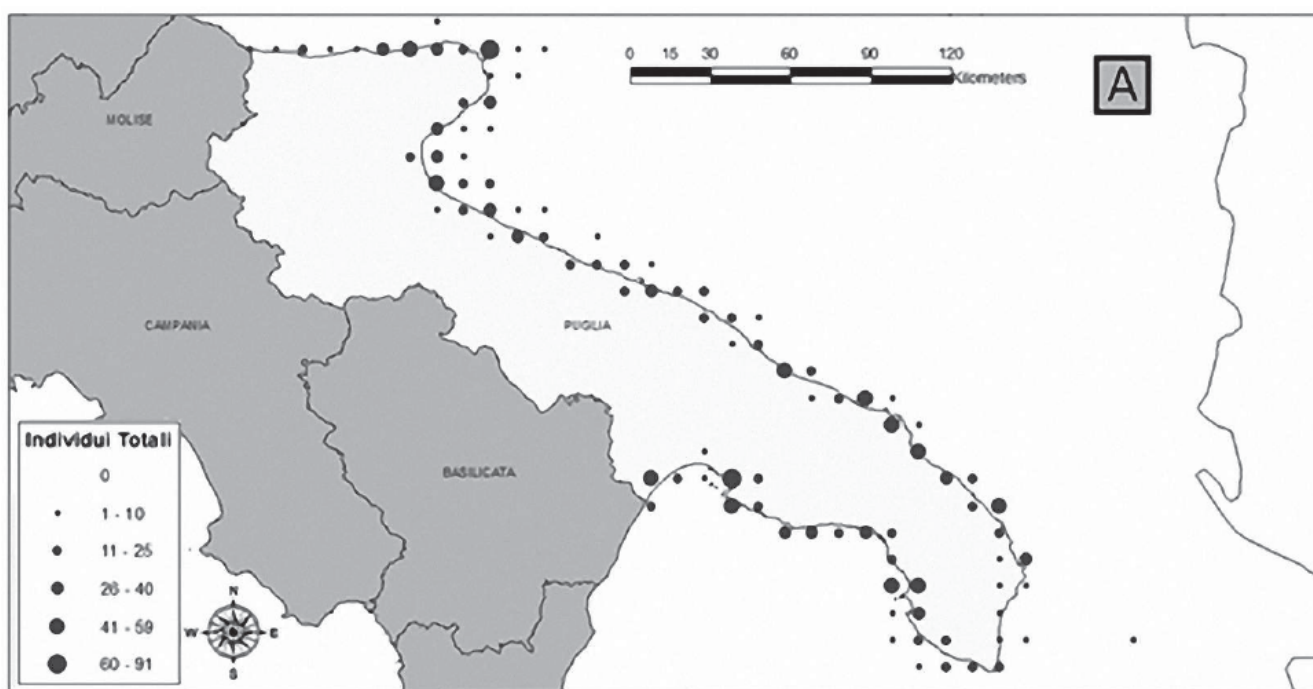 0 15 30 60 90 120
Kilometers
A
MOLISE
CAMPANIA
PUGLIA
BASILICATA
Individui Totali
0
1 - 10
11 - 25
26 - 40
41 - 59
60 - 91
N
W E
S